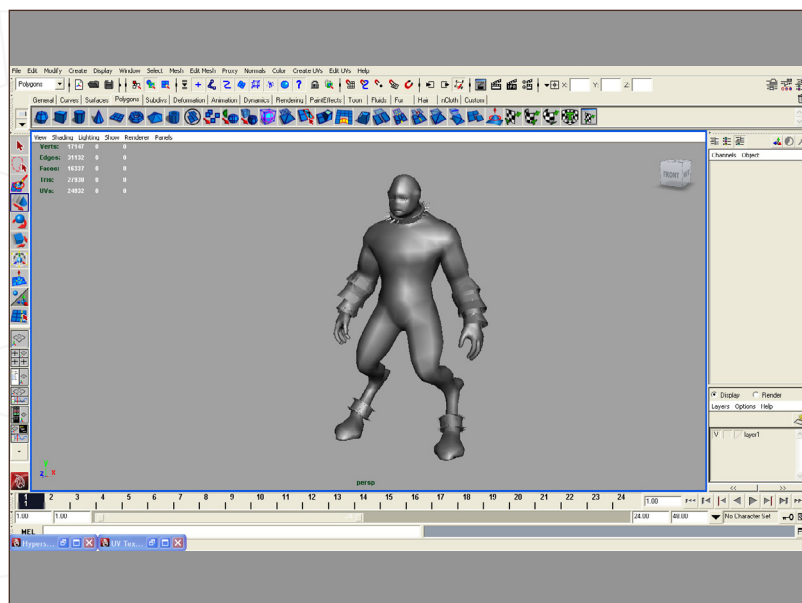 File Edit Modify Create Display Window Select Mesh Edit Mesh Proxy Normals Color Create UVs Edit UVs Help
Polygons X: Y: Z:
General Curves Surfaces Polygons Subdivs Deformation Animation Dynamics Rendering PaintEffects Toon Fluids Fur Hair nCloth Custom
View Shading Lighting Show Renderer Panels
Verts: 17147 0 0
Edges: 31132 0 0
Faces: 16337 0 0
Tris: 27930 0 0
UVs: 24932 0 0
FRONT
Channels Object
Display Render
Layers Options Help
V layer1
Y
Z X
persp
1 2 3 4 5 6 7 8 9 10 11 12 13 14 15 16 17 18 19 20 21 22 23 24 1.00
1
1.00 1.00 24.00 48.00 No Character Set
MEL
Hypers... UV Tex...